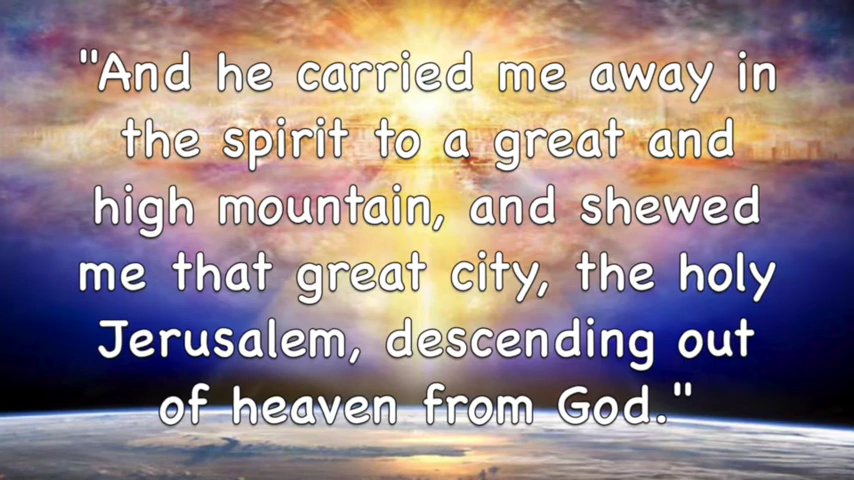 "And he carried me away in
the spirit to a great and
high mountain, and shewed
me that great city, the holy
Jerusalem, descending out
of heaven from God."